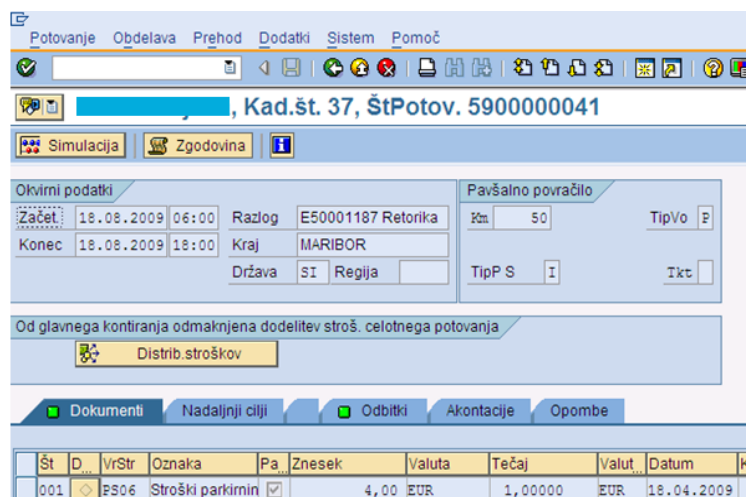 Potovanje Obdelava Prehod Dodatki Sistem Pomoč
, Kad.št. 37, ŠtPotov. 5900000041
Simulacija Zgodovina
Okvirni podatki Pavšalno povračilo
Začet. 18.08.2009 06:00 Razlog E50001187 Retorika Km 50 TipVo P
Konec 18.08.2009 18:00 Kraj MARIBOR
Država SI Regija TipP S I Tkt
Od glavnega kontiranja odmaknjena dodelitev stroš. celotnega potovanja
Distrib.stroškov
Dokumenti Nadaljnji cilji Odbitki Akontacije Opombe
Št D... VrStr Oznaka Pa... Znesek Valuta Tečaj Valut... Datum K
001 PS06 Stroški parkirnin 4,00 EUR 1,00000 EUR 18.04.2009